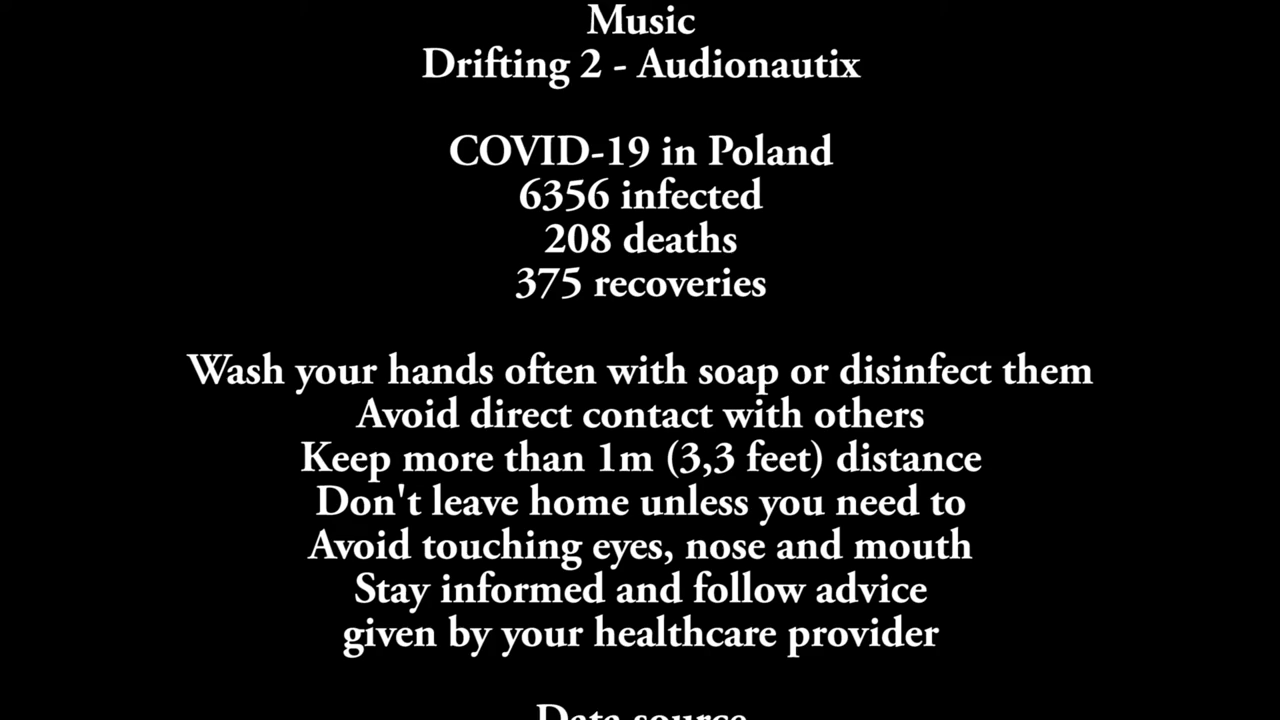 Music
Drifting 2 - Audionautix
COVID-19 in Poland
6356 infected
208 deaths
375 recoveries
Wash your hands often with soap or disinfect them
Avoid direct contact with others
Keep more than 1m (3,3 feet) distance
Don't leave home unless you need to
Avoid touching eyes, nose and mouth
Stay informed and follow advice
given by your healthcare provider
Data source